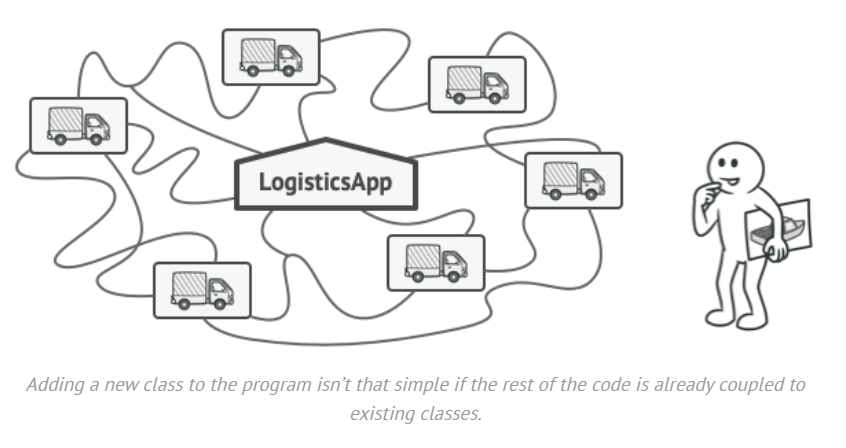 LogisticsApp
Adding a new class to the program isn’t that simple if the rest of the code is already coupled to
existing classes.